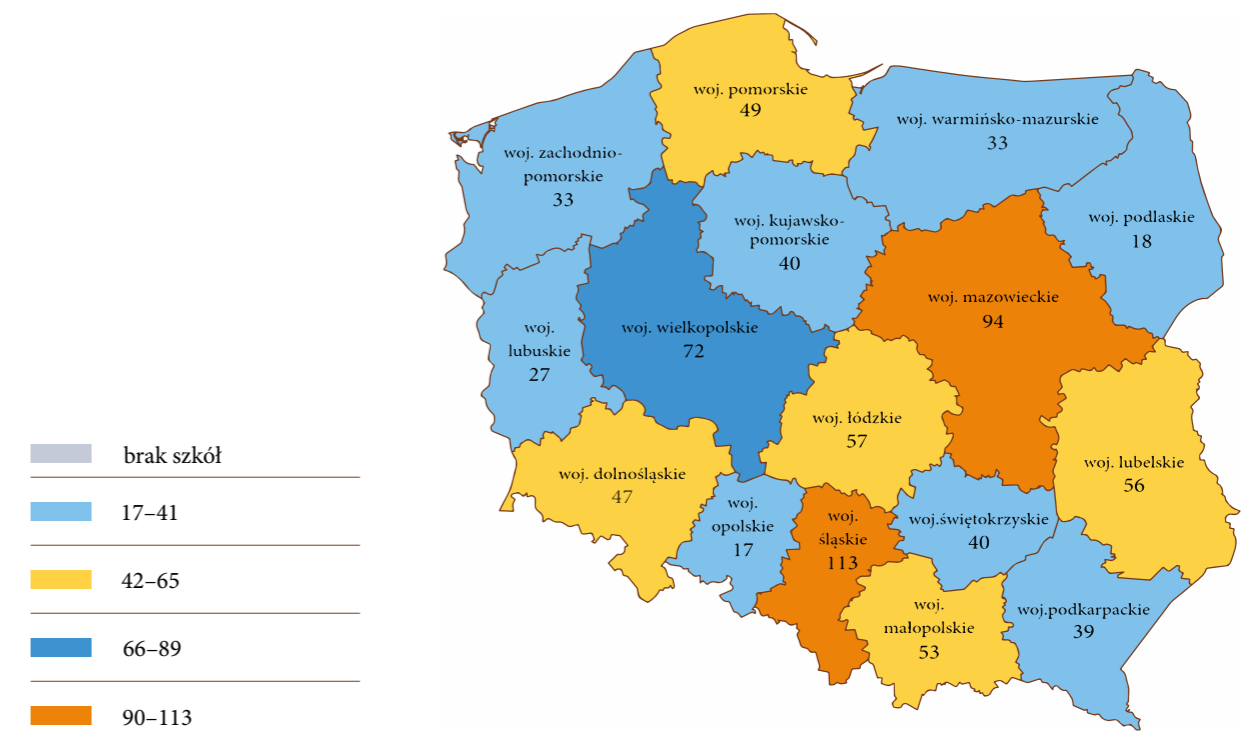 woj. pomorskie
49
woj. warmińsko-mazurskie
33
woj. zachodnio-
pomorskie
33
woj. kujawsko-
pomorskie
40
woj. podlaskie
18
woj. mazowieckie
94
woj.
lubuskie
27
woj. wielkopolskie
72
woj. łódzkie
57
woj. dolnośląskie
47
woj. lubelskie
56
woj.
opolskie
17
woj.
śląskie
113
woj.świętokrzyskie
40
woj.
małopolskie
53
woj.podkarpackie
39
brak szkół
17–41
42–65
66–89
90–113